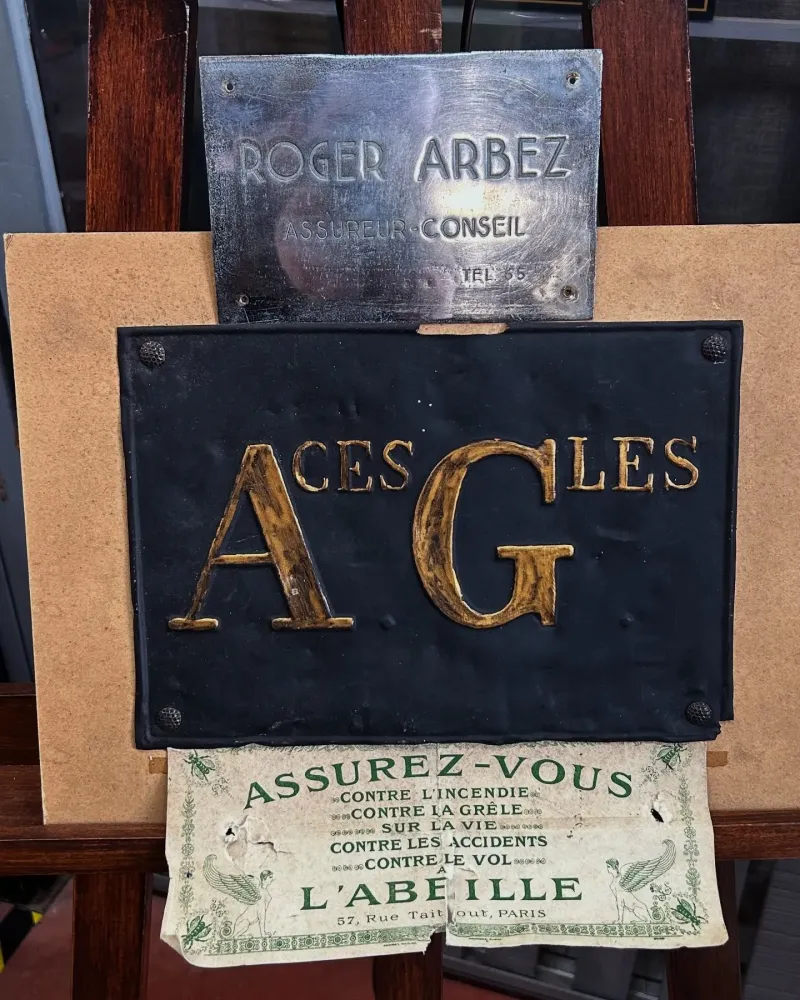 ROGER ARBEZ
ASSUREUR-CONSEIL
TEL 65
ACES GLES
ASSUREZ-VOUS
CONTRE L'INCENDIE
CONTRE LA GRÊLE
SUR LA VIE
CONTRE LES ACCIDENTS
CONTRE LE VOL
A
L'ABEILLE
57, Rue Taitbout, PARIS